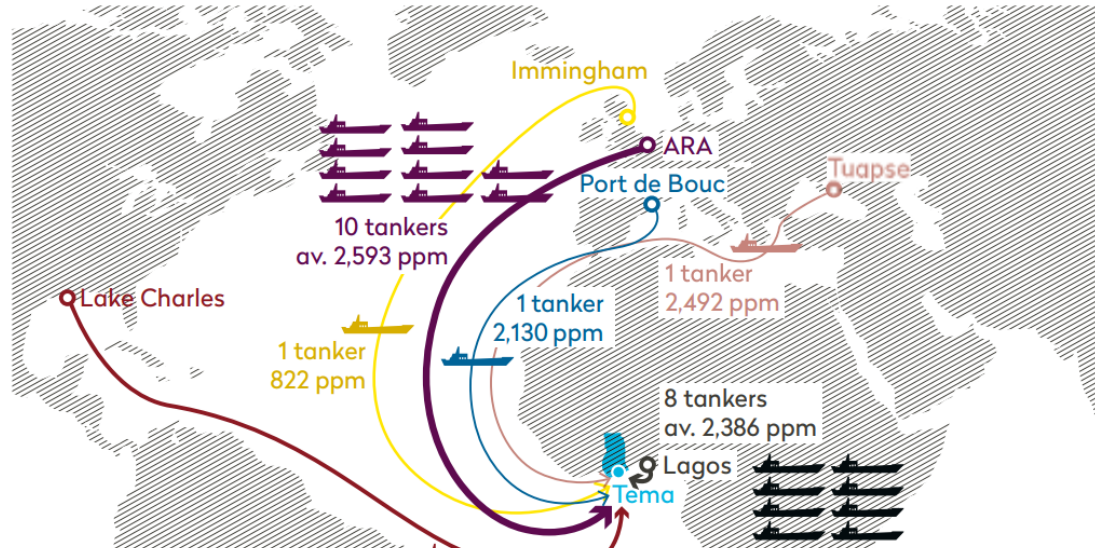 Immingham
ARA
Tuapse
Port de Bouc
10 tankers
av. 2,593 ppm
1 tanker
2,492 ppm
Lake Charles
1 tanker
2,130 ppm
1 tanker
822 ppm
8 tankers
av. 2,386 ppm
Lagos
Tema